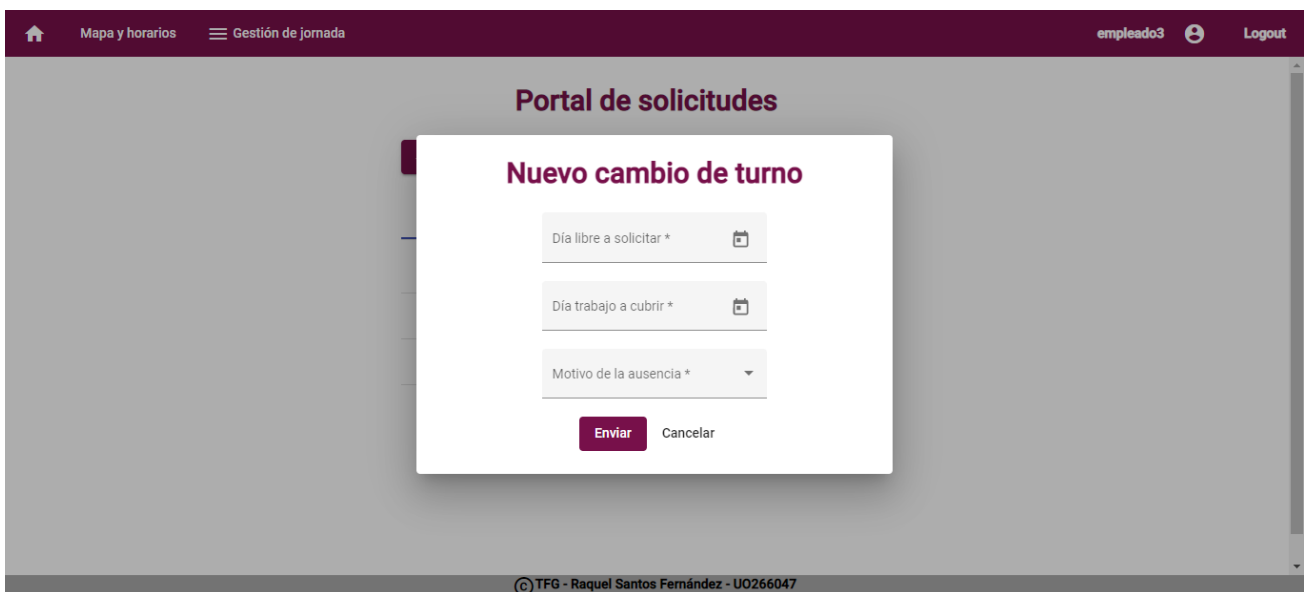 Mapa y horarios
Gestión de jornada
empleado3
Logout
Portal de solicitudes
Nuevo cambio de turno
Día libre a solicitar *
Día trabajo a cubrir *
Motivo de la ausencia *
Enviar
Cancelar
© TFG - Raquel Santos Fernández - UO266047